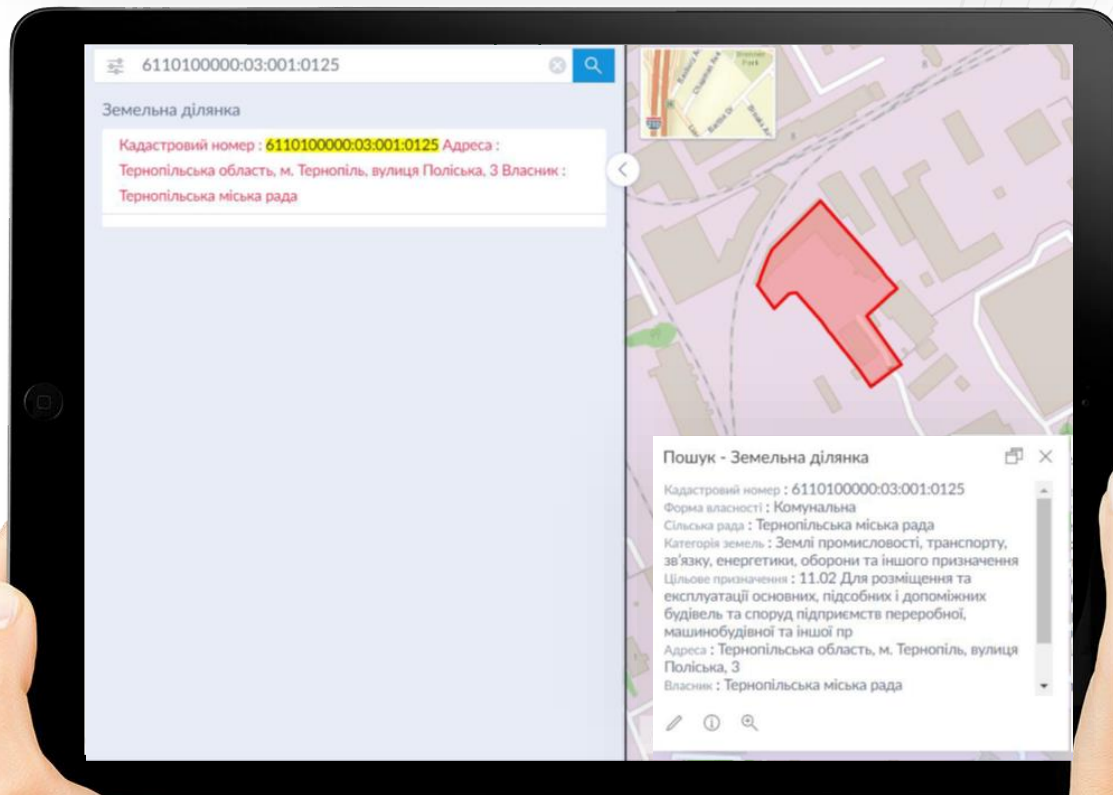 6110100000:03:001:0125
Земельна ділянка
Кадастровий номер : 6110100000:03:001:0125 Адреса :
Тернопільська область, м. Тернопіль, вулиця Поліська, 3 Власник :
Тернопільська міська рада
Пошук - Земельна ділянка
Кадастровий номер : 6110100000:03:001:0125
Форма власності : Комунальна
Сільська рада : Тернопільська міська рада
Категорія земель : Землі промисловості, транспорту,
зв'язку, енергетики, оборони та іншого призначення
Цільове призначення : 11.02 Для розміщення та
експлуатації основних, підсобних і допоміжних
будівель та споруд підприємств переробної,
машинобудівної та іншої пр
Адреса : Тернопільська область, м. Тернопіль, вулиця
Поліська, 3
Власник : Тернопільська міська рада